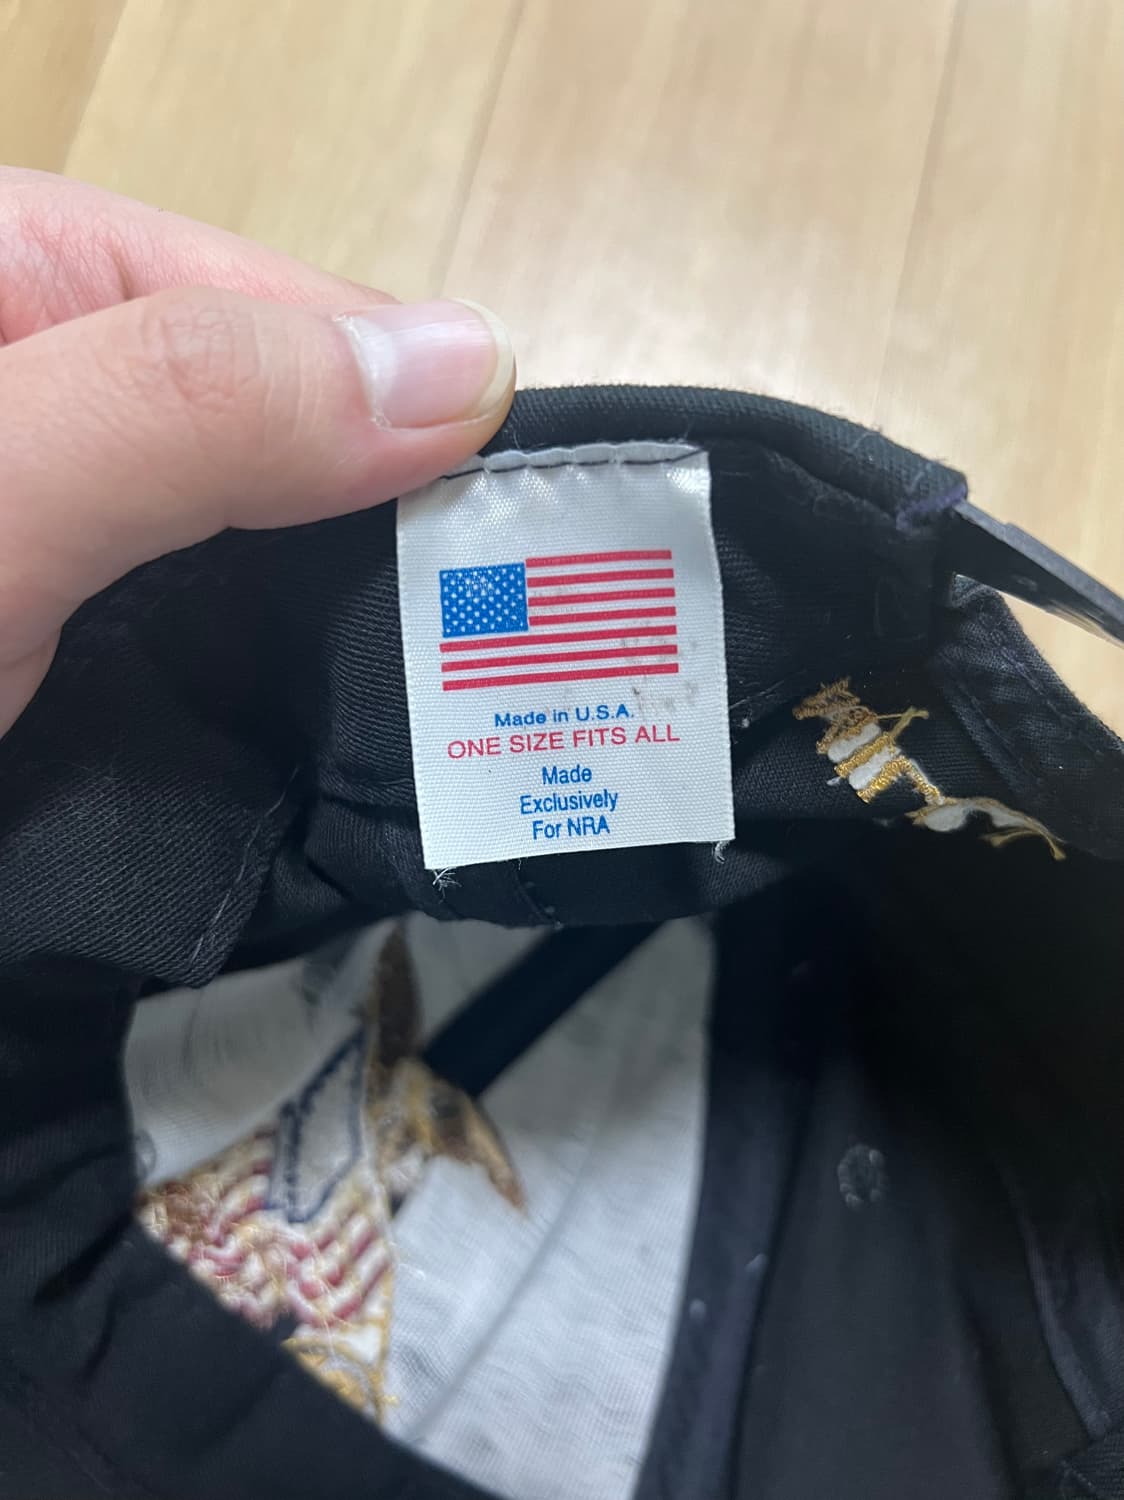 Made in U.S.A.
ONE SIZE FITS ALL
Made
Exclusively
For NRA